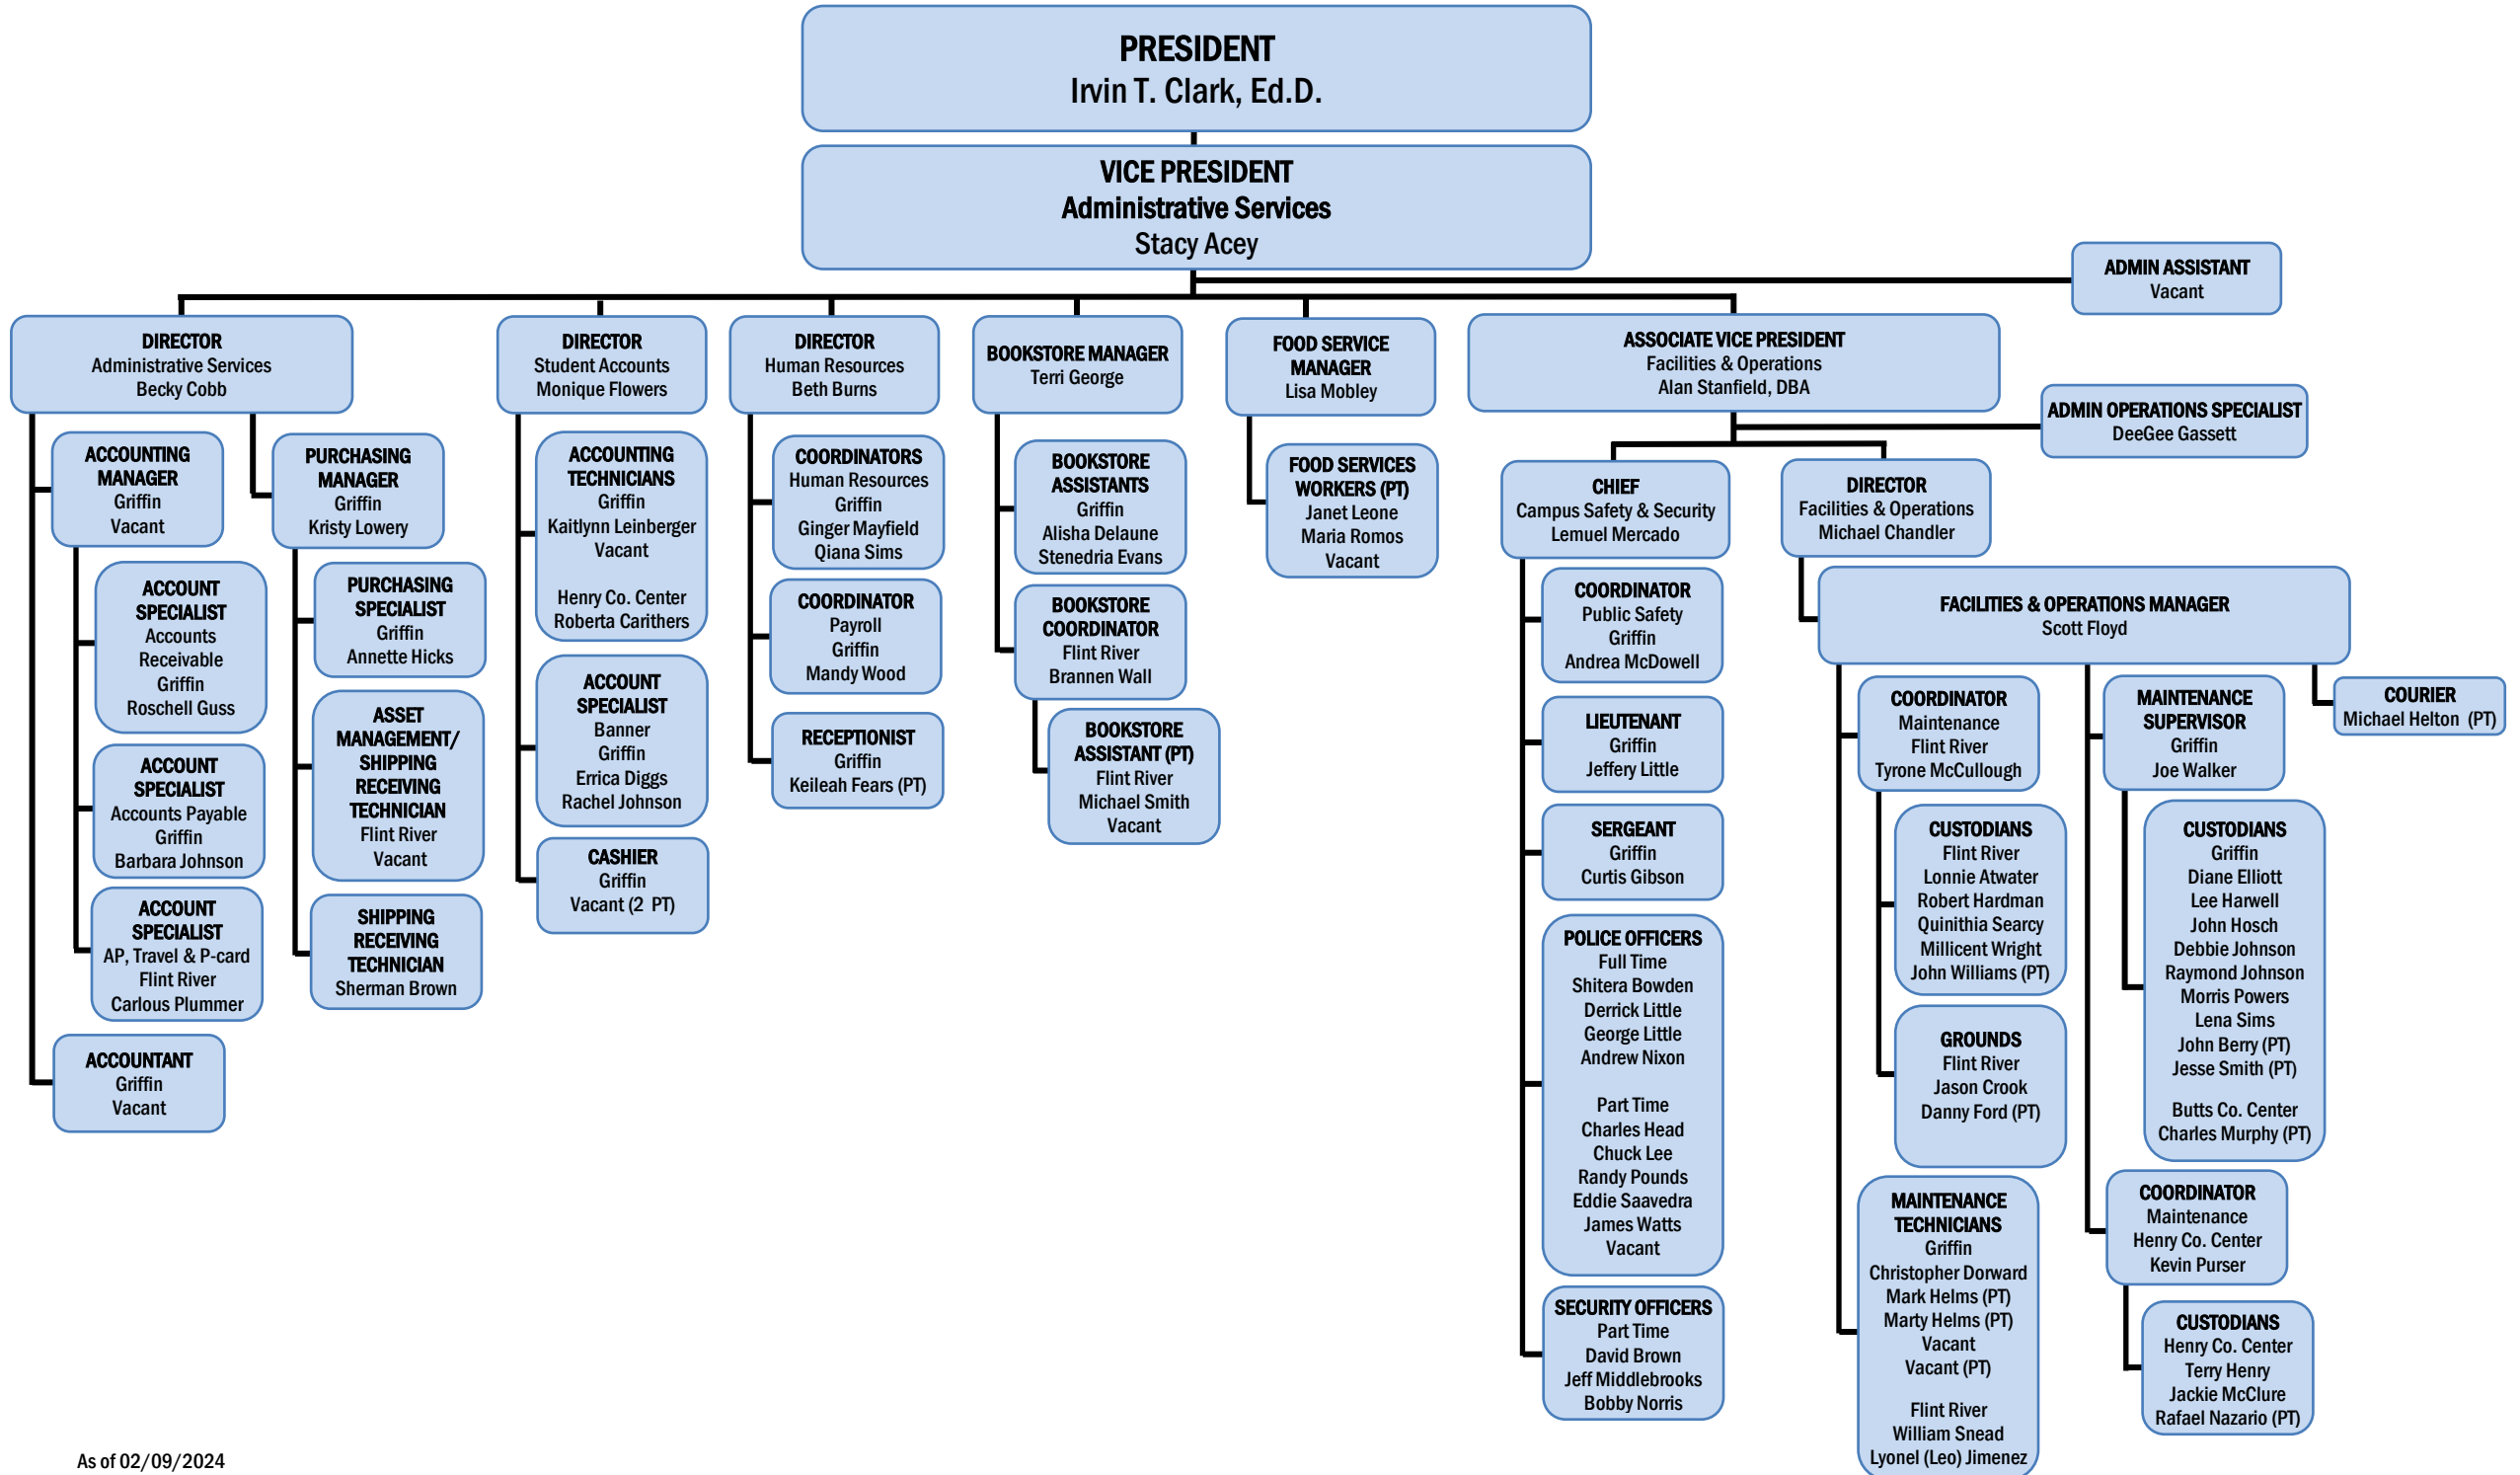 PRESIDENT
Irvin T. Clark, Ed.D.
VICE PRESIDENT
Administrative Services
Stacy Acey
ADMIN ASSISTANT
Vacant
DIRECTOR
Administrative Services
Becky Cobb
ACCOUNTING
MANAGER
Griffin
Vacant
ACCOUNT
SPECIALIST
Accounts
Receivable
Griffin
Roschell Guss
ACCOUNT
SPECIALIST
Accounts Payable
Griffin
Barbara Johnson
ACCOUNT
SPECIALIST
AP, Travel & P-card
Flint River
Carlous Plummer
ACCOUNTANT
Griffin
Vacant
PURCHASING
MANAGER
Griffin
Kristy Lowery
PURCHASING
SPECIALIST
Griffin
Annette Hicks
ASSET
MANAGEMENT/
SHIPPING
RECEIVING
TECHNICIAN
Flint River
Vacant
SHIPPING
RECEIVING
TECHNICIAN
Sherman Brown
DIRECTOR
Student Accounts
Monique Flowers
ACCOUNTING
TECHNICIANS
Griffin
Kaitlynn Leinberger
Vacant
Henry Co. Center
Roberta Carithers
ACCOUNT
SPECIALIST
Banner
Griffin
Errica Diggs
Rachel Johnson
CASHIER
Griffin
Vacant (2 PT)
DIRECTOR
Human Resources
Beth Burns
COORDINATORS
Human Resources
Griffin
Ginger Mayfield
Qiana Sims
COORDINATOR
Payroll
Griffin
Mandy Wood
RECEPTIONIST
Griffin
Keileah Fears (PT)
BOOKSTORE MANAGER
Terri George
BOOKSTORE
ASSISTANTS
Griffin
Alisha Delaune
Stenedria Evans
BOOKSTORE
COORDINATOR
Flint River
Brannen Wall
BOOKSTORE
ASSISTANT (PT)
Flint River
Michael Smith
Vacant
FOOD SERVICE
MANAGER
Lisa Mobley
FOOD SERVICES
WORKERS (PT)
Janet Leone
Maria Romos
Vacant
ASSOCIATE VICE PRESIDENT
Facilities & Operations
Alan Stanfield, DBA
ADMIN OPERATIONS SPECIALIST
DeeGee Gassett
CHIEF
Campus Safety & Security
Lemuel Mercado
COORDINATOR
Public Safety
Griffin
Andrea McDowell
LIEUTENANT
Griffin
Jeffery Little
SERGEANT
Griffin
Curtis Gibson
POLICE OFFICERS
Full Time
Shitera Bowden
Derrick Little
George Little
Andrew Nixon
Part Time
Charles Head
Chuck Lee
Randy Pounds
Eddie Saavedra
James Watts
Vacant
SECURITY OFFICERS
Part Time
David Brown
Jeff Middlebrooks
Bobby Norris
DIRECTOR
Facilities & Operations
Michael Chandler
FACILITIES & OPERATIONS MANAGER
Scott Floyd
COORDINATOR
Maintenance
Flint River
Tyrone McCullough
CUSTODIANS
Flint River
Lonnie Atwater
Robert Hardman
Quinithia Searcy
Millicent Wright
John Williams (PT)
GROUNDS
Flint River
Jason Crook
Danny Ford (PT)
MAINTENANCE
TECHNICIANS
Griffin
Christopher Dorward
Mark Helms (PT)
Marty Helms (PT)
Vacant
Vacant (PT)
Flint River
William Snead
Lyonel (Leo) Jimenez
MAINTENANCE
SUPERVISOR
Griffin
Joe Walker
CUSTODIANS
Griffin
Diane Elliott
Lee Harwell
John Hosch
Debbie Johnson
Raymond Johnson
Morris Powers
Lena Sims
John Berry (PT)
Jesse Smith (PT)
Butts Co. Center
Charles Murphy (PT)
COORDINATOR
Maintenance
Henry Co. Center
Kevin Purser
CUSTODIANS
Henry Co. Center
Terry Henry
Jackie McClure
Rafael Nazario (PT)
COURIER
Michael Helton (PT)
As of 02/09/2024